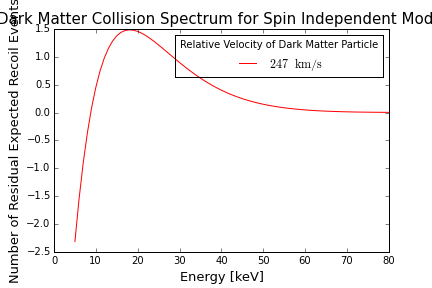 Dark Matter Collision Spectrum for Spin Independent Mod
Number of Residual Expected Recoil Events
1.5
1.0
0.5
0.0
−0.5
−1.0
−1.5
−2.0
−2.5
Relative Velocity of Dark Matter Particle
247 km/s
0 10 20 30 40 50 60 70 80
Energy [keV]